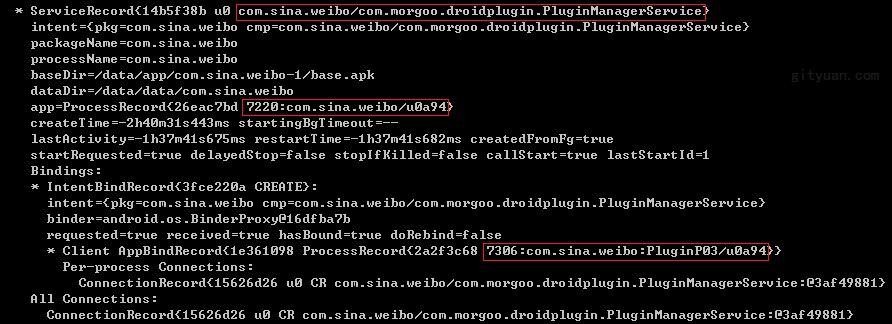 * ServiceRecord{14b5f38b u0 com.sina.weibo/com.morgoo.droidplugin.PluginManagerService}
intent={pkg=com.sina.weibo cmp=com.sina.weibo/com.morgoo.droidplugin.PluginManagerService}
packageName=com.sina.weibo
processName=com.sina.weibo
baseDir=/data/app/com.sina.weibo-1/base.apk
gityuan.com
dataDir=/data/data/com.sina.weibo
app=ProcessRecord{26eac7bd 7220:com.sina.weibo/u0a94}
createTime=-2h40m31s443ms startingBgTimeout=--
lastActivity=-1h37m41s675ms restartTime=-1h37m41s682ms createdFromFg=true
startRequested=true delayedStop=false stopIfKilled=false callStart=true lastStartId=1
Bindings:
* IntentBindRecord{3fce220a CREATE}:
intent={pkg=com.sina.weibo cmp=com.sina.weibo/com.morgoo.droidplugin.PluginManagerService}
binder=android.os.BinderProxy@16dfba7b
requested=true received=true hasBound=true doRebind=false
* Client AppBindRecord{1e361098 ProcessRecord{2a2f3c68 7306:com.sina.weibo:PluginP03/u0a94}}
Per-process Connections:
ConnectionRecord{15626d26 u0 CR com.sina.weibo/com.morgoo.droidplugin.PluginManagerService:@3af49881}
All Connections:
ConnectionRecord{15626d26 u0 CR com.sina.weibo/com.morgoo.droidplugin.PluginManagerService:@3af49881}